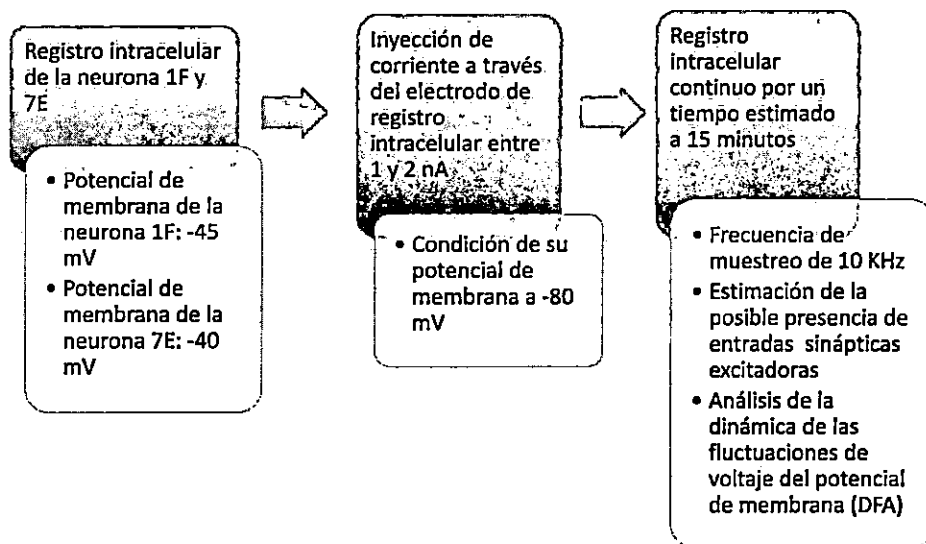 Registro intracelular
de la neurona 1F y
7E
• Potencial de
membrana de la
neurona 1F: -45
mV
• Potencial de
membrana de la
neurona 7E: -40
mV
Inyección de
corriente a través
del electrodo de
registro
intracelular entre
1 y 2 nA
• Condición de su
potencial de
membrana a -80
mV
Registro
intracelular
continuo por un
tiempo estimado
a 15 minutos
• Frecuencia de
muestreo de 10 KHz
• Estimación de la
posible presencia de
entradas sinápticas
excitadoras
• Análisis de la
dinámica de las
fluctuaciones de
voltaje del potencial
de membrana (DFA)